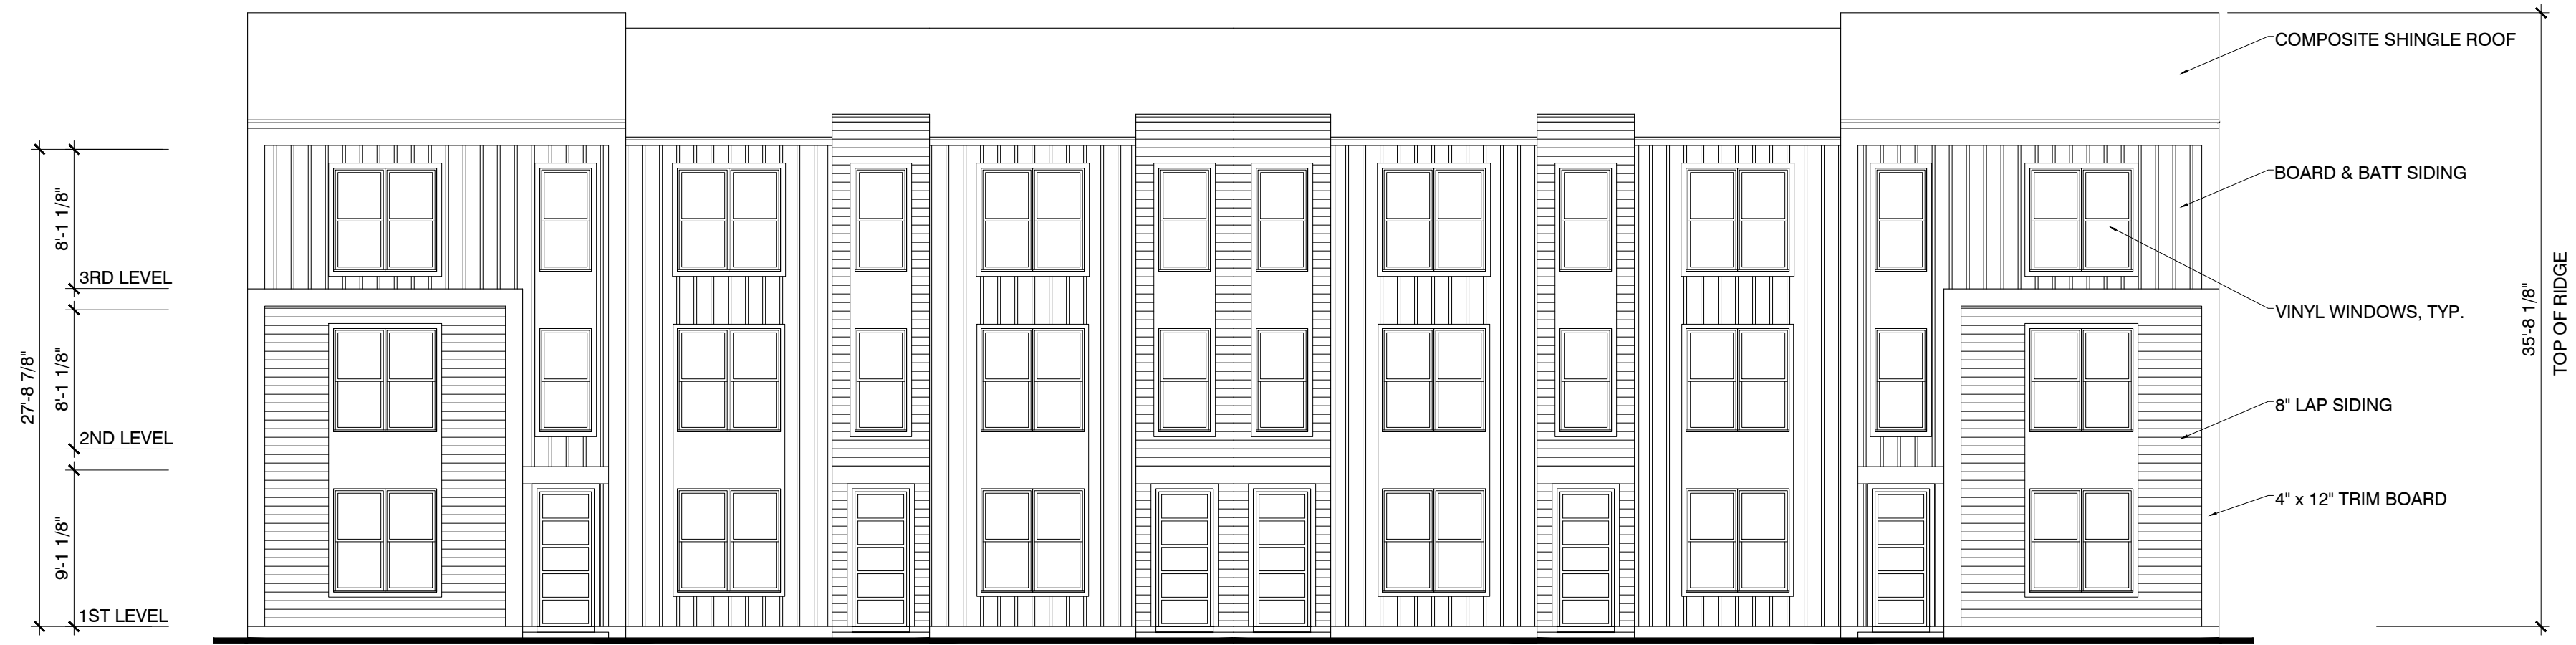 COMPOSITE SHINGLE ROOF
BOARD & BATT SIDING
8'-1 1/8"
3RD LEVEL
VINYL WINDOWS, TYP.
35'-8 1/8"
TOP OF RIDGE
27'-8 7/8"
8'-1 1/8"
8" LAP SIDING
2ND LEVEL
4" x 12" TRIM BOARD
9'-1 1/8"
1ST LEVEL